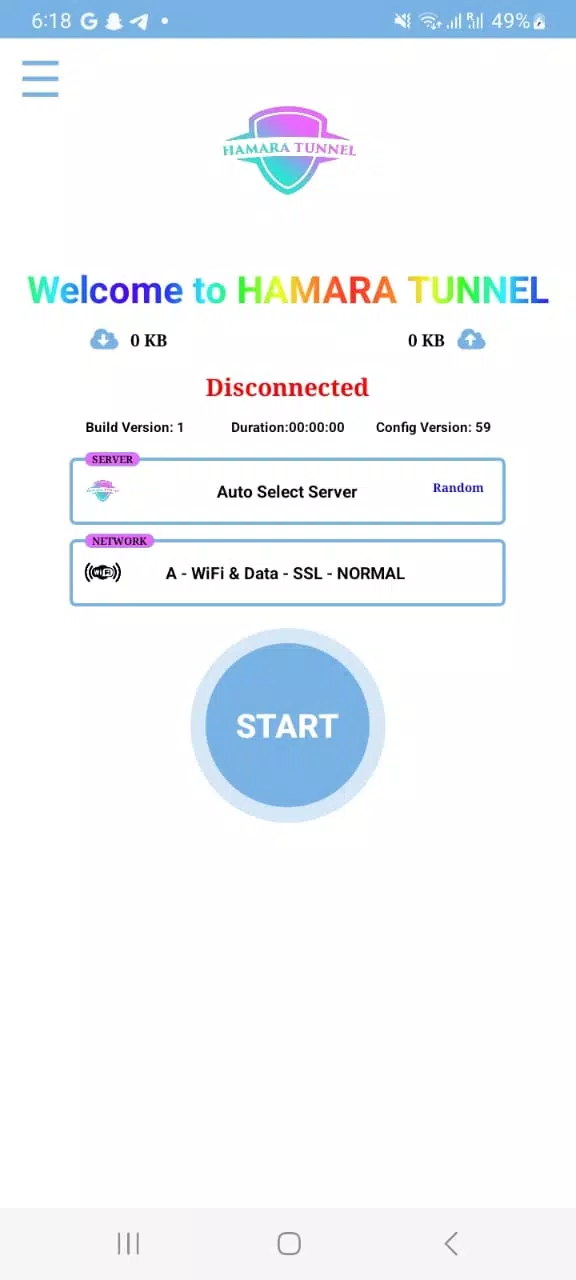 6:18 49%
HAMARA TUNNEL
Welcome to HAMARA TUNNEL
0 KB 0 KB
Disconnected
Build Version: 1 Duration:00:00:00 Config Version: 59
SERVER
Auto Select Server Random
NETWORK
WiFi A - WiFi & Data - SSL - NORMAL
START